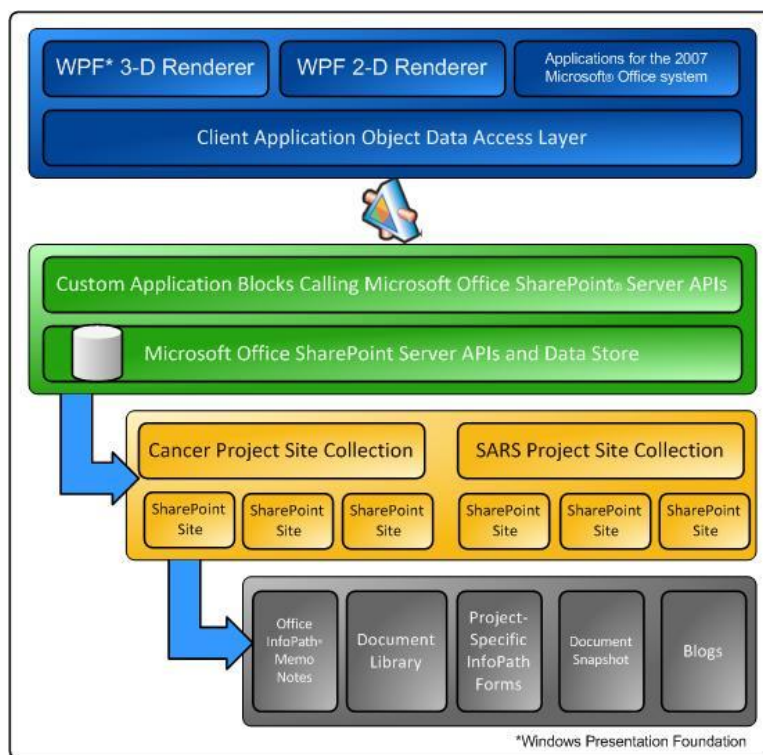 WPF* 3-D Renderer
WPF 2-D Renderer
Applications for the 2007
Microsoft® Office system
Client Application Object Data Access Layer
Custom Application Blocks Calling Microsoft Office SharePoint® Server APIs
Microsoft Office SharePoint Server APIs and Data Store
Cancer Project Site Collection
SARS Project Site Collection
SharePoint
Site
SharePoint
Site
SharePoint
Site
SharePoint
Site
SharePoint
Site
SharePoint
Site
Office
InfoPath®
Memo
Notes
Document
Library
Project-
Specific
InfoPath
Forms
Document
Snapshot
Blogs
*Windows Presentation Foundation